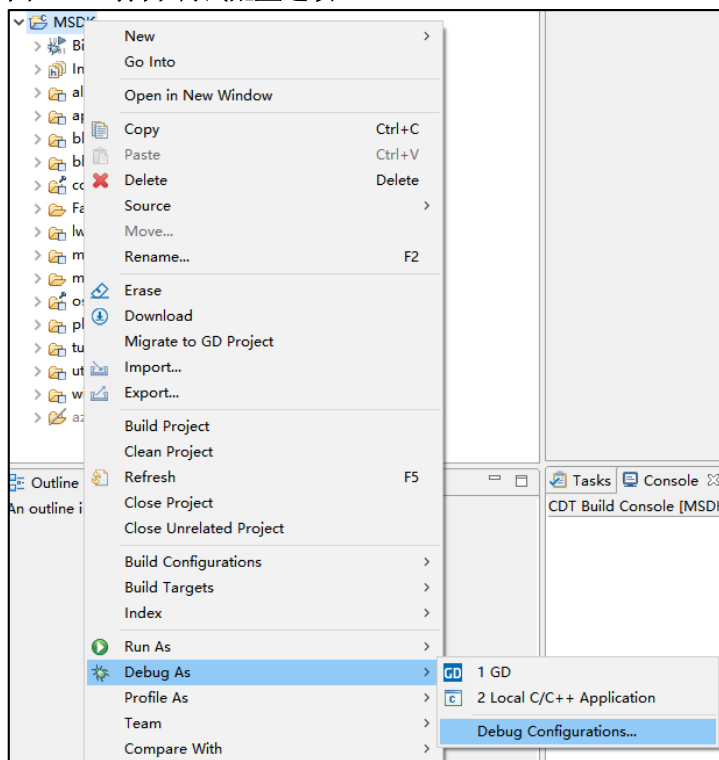 MSDK
New
Go Into
Open in New Window
Copy Ctrl+C
Paste Ctrl+V
Delete Delete
Source
Move...
Rename... F2
Erase
Download
Migrate to GD Project
Import...
Export...
Build Project
Clean Project
Refresh F5
Close Project
Close Unrelated Project
Build Configurations
Build Targets
Index
Run As
Debug As
Profile As
Team
Compare With
GD 1 GD
c 2 Local C/C++ Application
Debug Configurations...
Bi
In
al
ap
bl
bl
Fa
lw
m
m
os
pl
tu
ut
wi
az
Outline
An outline i
Tasks Console
CDT Build Console [MSD